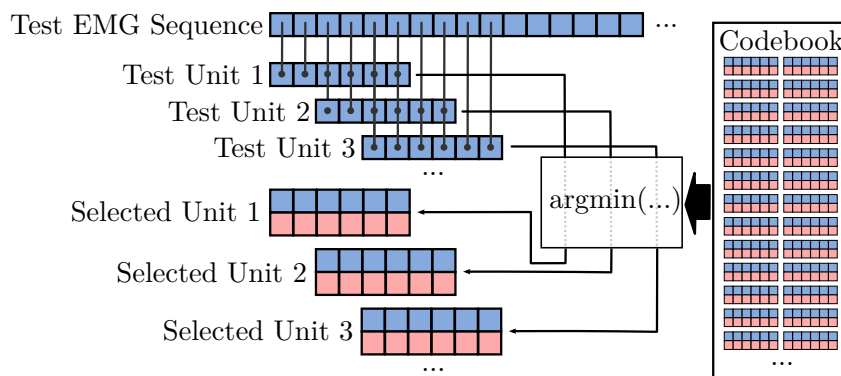 Test EMG Sequence
...
Codebook
Test Unit 1
Test Unit 2
Test Unit 3
...
argmin(...)
Selected Unit 1
Selected Unit 2
Selected Unit 3
...
...